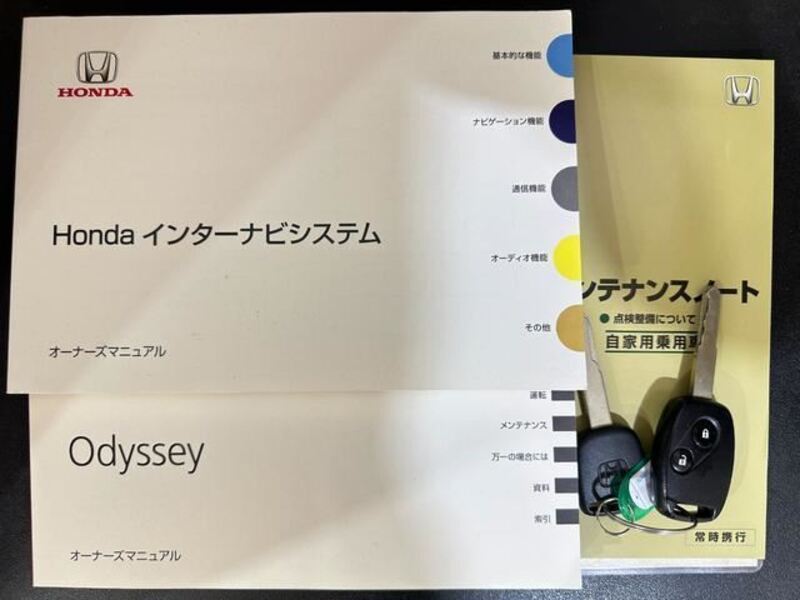 HONDA
基本的な機能
ナビゲーション機能
通信機能
Honda インターナビシステム
オーディオ機能
その他
オーナーズマニュアル
運転
メンテナンス
Odyssey
万一の場合には
資料
索引
オーナーズマニュアル
ンテナンスノート
● 点検整備について
自家用乗用車
常時携行